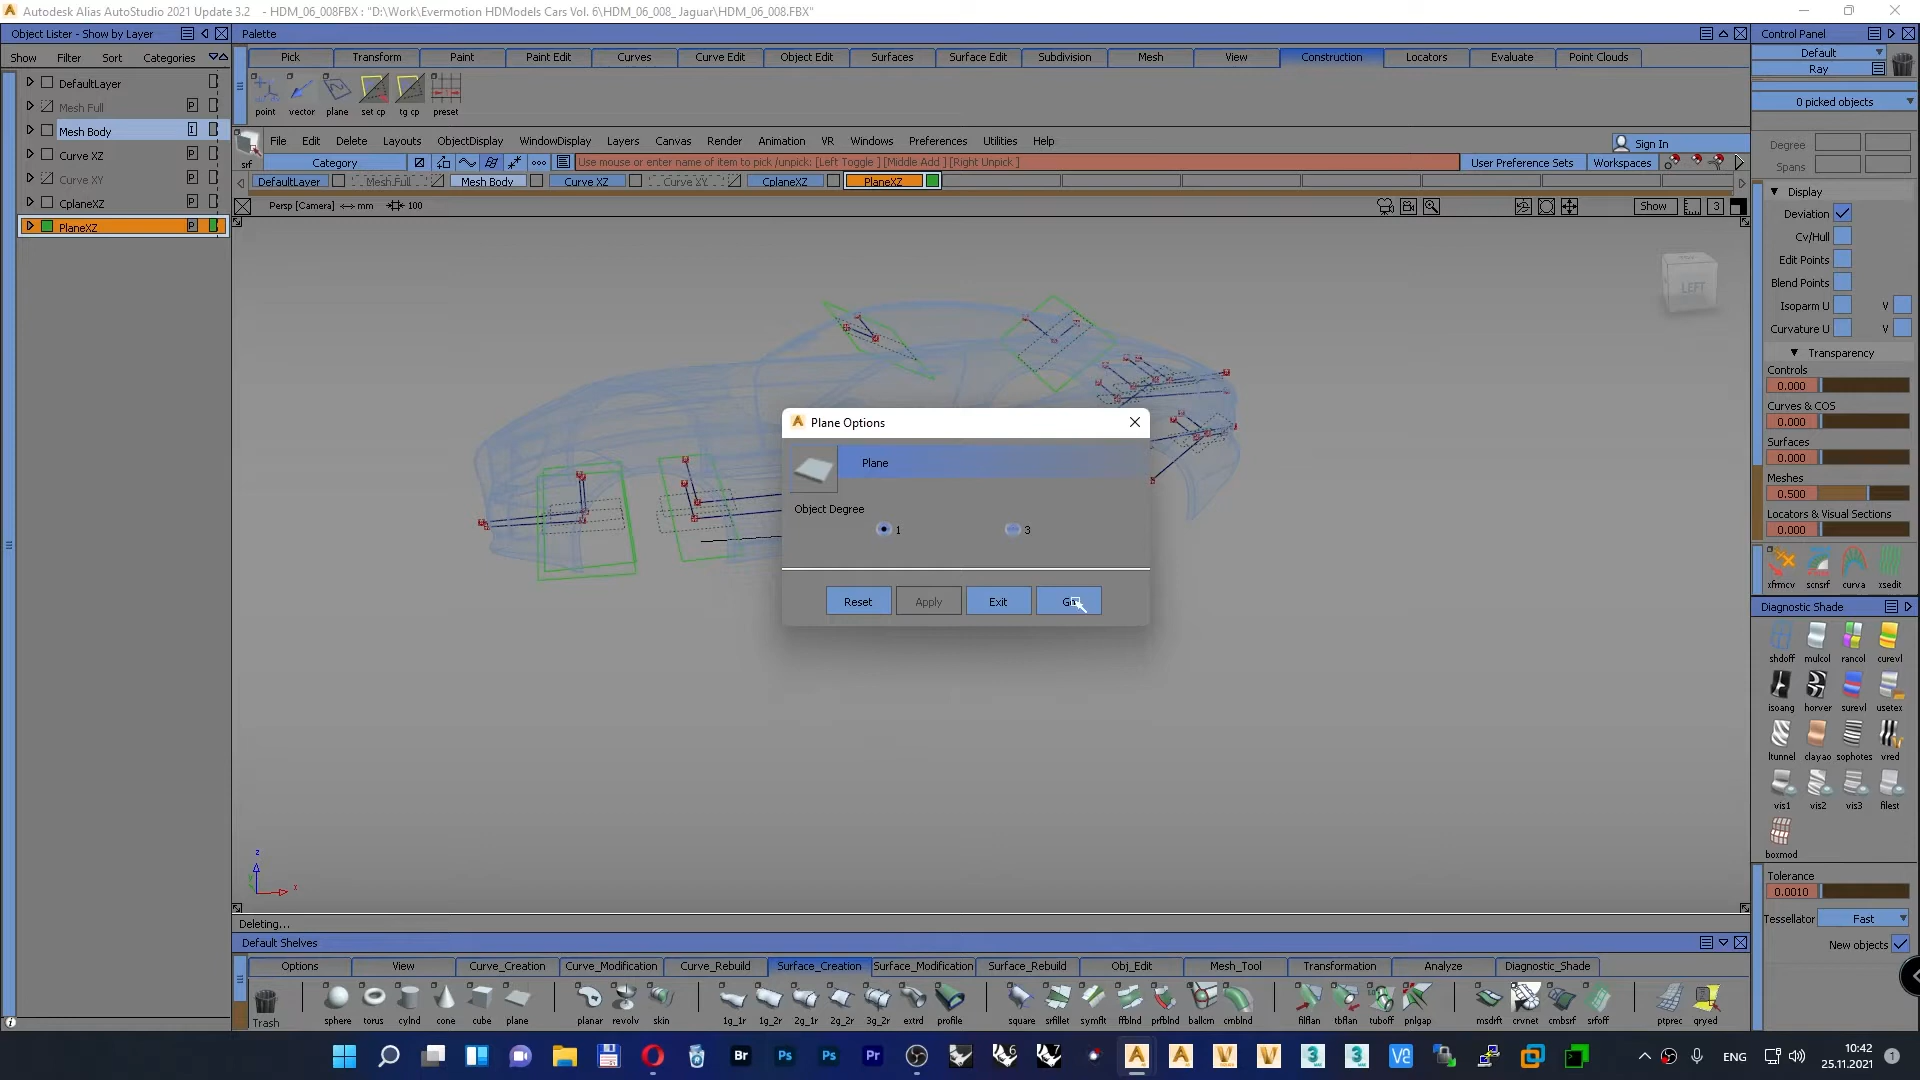 Autodesk Alias AutoStudio 2021 Update 3.2 - HDM_06_008FBX : "D:\Work\Evermotion HDModels Cars Vol. 6\HDM_06_008_ Jaguar\HDM_06_008.FBX"
Object Lister - Show by Layer
Palette
Control Panel
Show Filter Sort Categories
Pick Transform Paint Paint Edit Curves Curve Edit Object Edit Surfaces Surface Edit Subdivision Mesh View Construction Locators Evaluate Point Clouds
Default
Ray
DefaultLayer
Mesh Full P
Mesh Body I
Curve XZ P
Curve XY P
CplaneXZ P
PlaneXZ P
point vector plane set cp tg cp preset
0 picked objects
srf
File Edit Delete Layouts ObjectDisplay WindowDisplay Layers Canvas Render Animation VR Windows Preferences Utilities Help
Sign In
Category
Use mouse or enter name of item to pick /unpick: [Left Toggle ] [Middle Add ] [Right Unpick ]
User Preference Sets Workspaces
DefaultLayer Mesh Full Mesh Body Curve XZ Curve XY CplaneXZ PlaneXZ
Persp [Camera] <-> mm 100
Show 3
Degree
Spans
Display
Deviation
Cv/Hull
Edit Points
Blend Points
Isoparm U V
Curvature U V
Transparency
Controls
0.000
Curves & COS
0.000
Surfaces
0.000
Meshes
0.500
Locators & Visual Sections
0.000
LEFT
Plane Options
Plane
Object Degree
1 3
Reset Apply Exit
xfrmcv scnsrf curva xsedit
Diagnostic Shade
shdoff mulcol rancol curevl
isoang horver surevl usetex
ltunnel clayao sophotes vred
vis1 vis2 vis3 filest
boxmod
Tolerance
0.0010
Tessellator Fast
New objects
z
x
Deleting...
Default Shelves
Options View Curve_Creation Curve_Modification Curve_Rebuild Surface_Creation Surface_Modification Surface_Rebuild Obj_Edit Mesh_Tool Transformation Analyze Diagnostic_Shade
Trash sphere torus cylnd cone cube plane planar revolv skin 1g_1r 1g_2r 2g_1r 2g_2r 3g_2r extrd profile square srfillet symflt ffblnd prfblnd ballcrn cmblnd filflan tbflan tuboff pnlgap msdrft crvnet cmbsrf srfoff ptprec qryed
Br Ps Ps Pr
ENG
10:42
25.11.2021
1